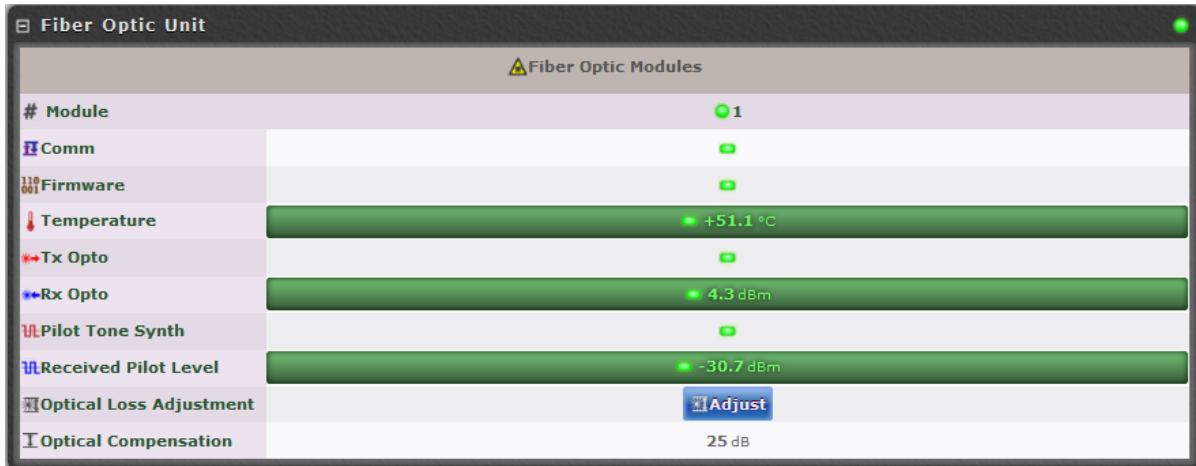 Fiber Optic Unit
Fiber Optic Modules
# Module 1
Comm
Firmware
Temperature +51.1 °C
Tx Opto
Rx Opto 4.3 dBm
Pilot Tone Synth
Received Pilot Level -30.7 dBm
Optical Loss Adjustment Adjust
Optical Compensation 25 dB